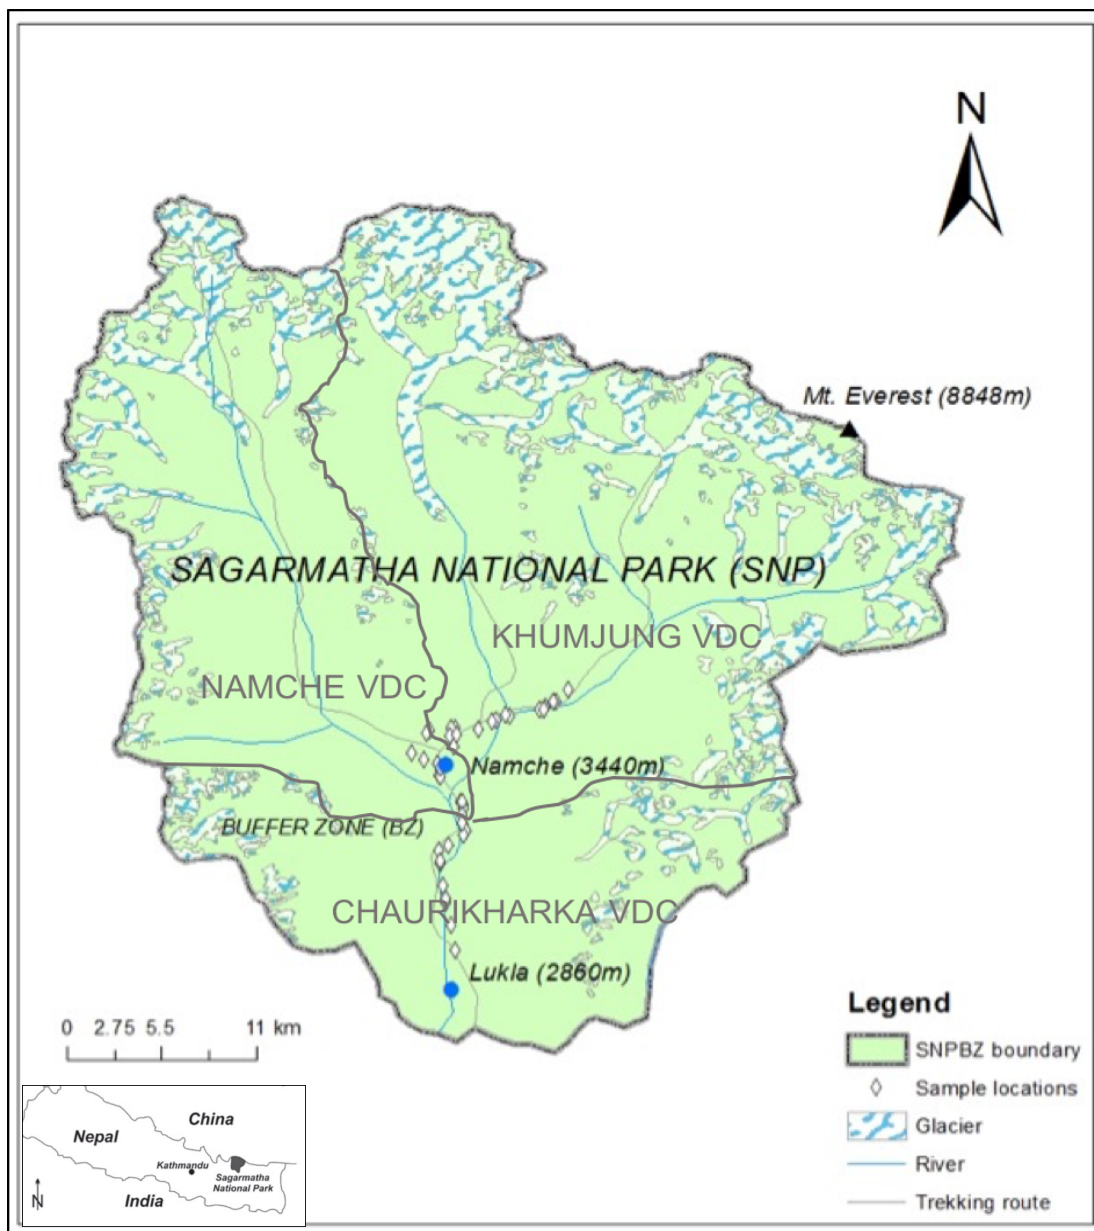 N
Mt. Everest (8848m)
SAGARMATHA NATIONAL PARK (SNP)
KHUMJUNG VDC
NAMCHE VDC
Namche (3440m)
BUFFER ZONE (BZ)
CHAURIKHARKA VDC
Lukla (2860m)
0 2.75 5.5 11 km
Legend
SNPBZ boundary
Sample locations
Glacier
River
Trekking route
China
Nepal
Kathmandu
Sagarmatha
National Park
India
N